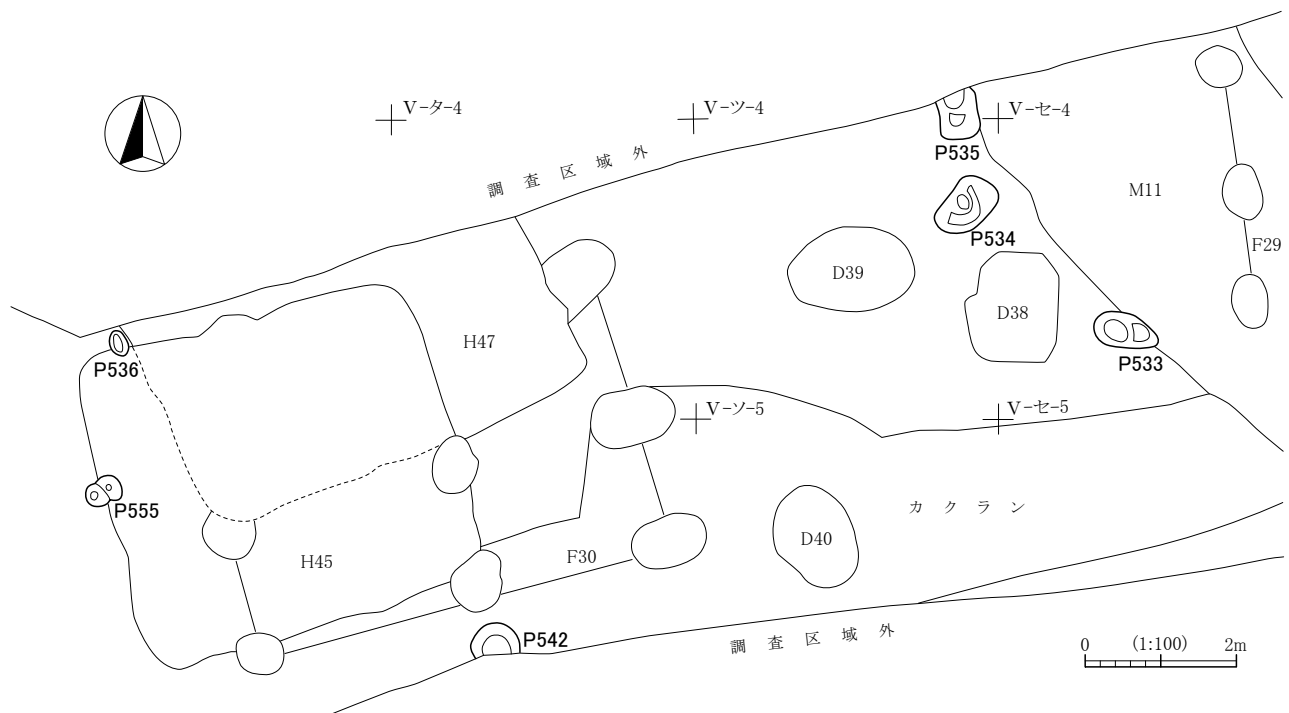 V-タ-4
V-ツ-4
V-セ-4
調査区域外
P535
M11
P534
F29
D39
D38
H47
P533
P536
V-ソ-5
V-セ-5
P555
カクラン
D40
F30
H45
P542
調査区域外
0 (1:100) 2m